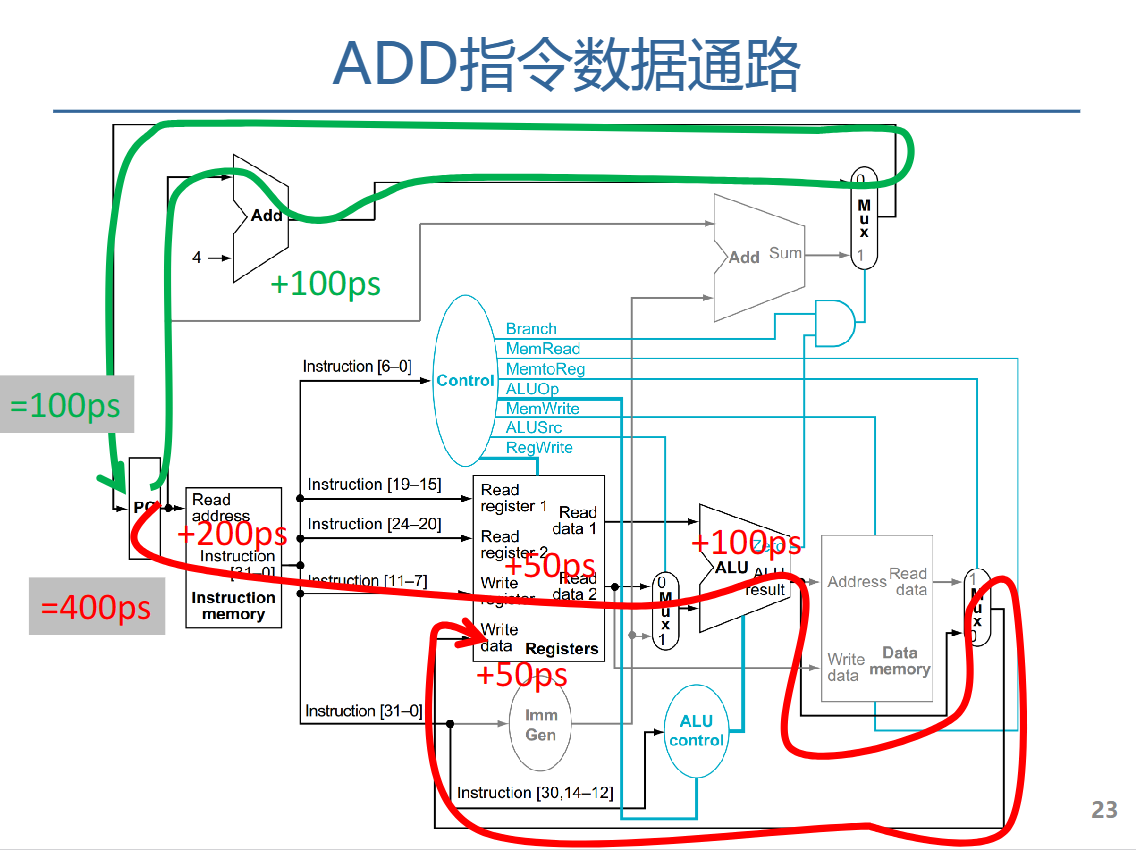 ADD指令数据通路
0
M
u
x
1
Add
4
+100ps
Add Sum
Branch
MemRead
MemtoReg
ALUOp
MemWrite
ALUSrc
RegWrite
Instruction [6–0]
Control
=100ps
PC
Read
address
+200ps
Instruction
[31–0]
Instruction
memory
=400ps
Instruction [19–15]
Instruction [24–20]
Instruction [11–7]
Read
register 1
Read
data 1
Read
register 2
+50ps
Read
data 2
Write
register
Write
data
Registers
+50ps
0
M
u
x
1
+100ps
Zero
ALU
ALU
result
Address
Read
data
Write
data
Data
memory
1
M
u
x
0
Instruction [31–0]
Imm
Gen
ALU
control
Instruction [30,14–12]
23